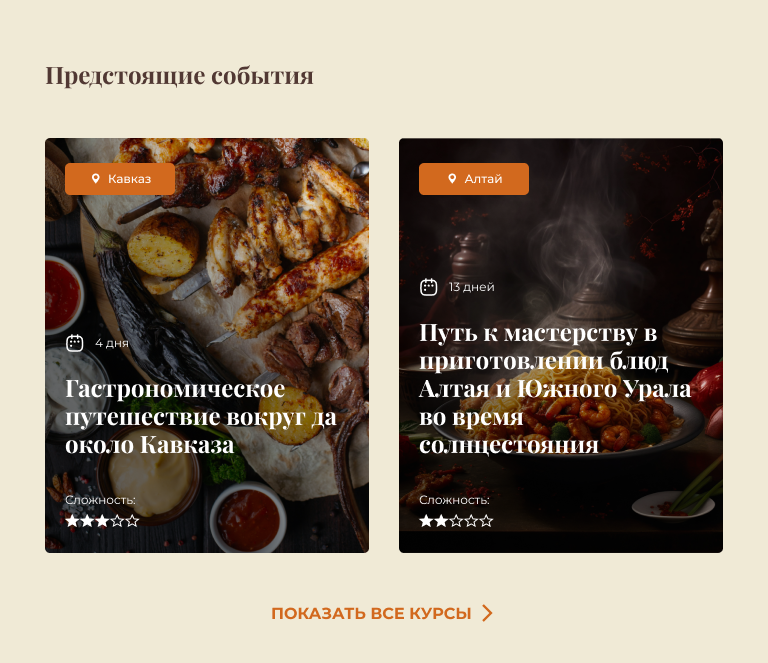 Предстоящие события
Кавказ
4 дня
Гастрономическое
путешествие вокруг да
около Кавказа
Сложность:
Алтай
13 дней
Путь к мастерству в
приготовлении блюд
Алтая и Южного Урала
во время
солнцестояния
Сложность:
ПОКАЗАТЬ ВСЕ КУРСЫ